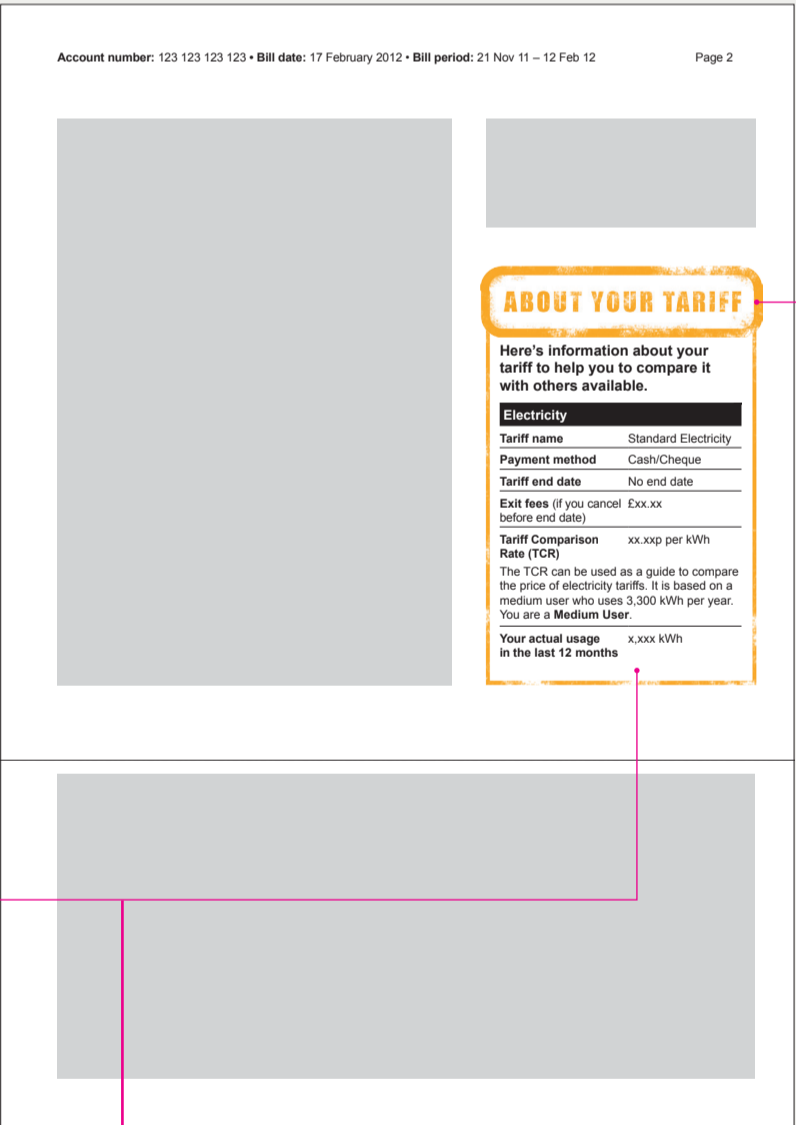 Account number: 123 123 123 123 • Bill date: 17 February 2012 • Bill period: 21 Nov 11 – 12 Feb 12 Page 2
ABOUT YOUR TARIFF
Here’s information about your
tariff to help you to compare it
with others available.
Electricity
Tariff name Standard Electricity
Payment method Cash/Cheque
Tariff end date No end date
Exit fees (if you cancel £xx.xx
before end date)
Tariff Comparison xx.xxp per kWh
Rate (TCR)
The TCR can be used as a guide to compare
the price of electricity tariffs. It is based on a
medium user who uses 3,300 kWh per year.
You are a Medium User.
Your actual usage x,xxx kWh
in the last 12 months